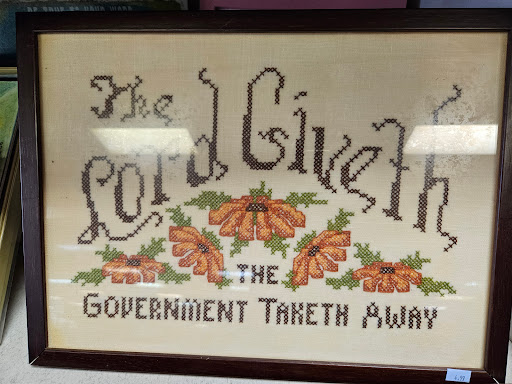 The
Lord Giveth
THE
GOVERNMENT TAKETH AWAY